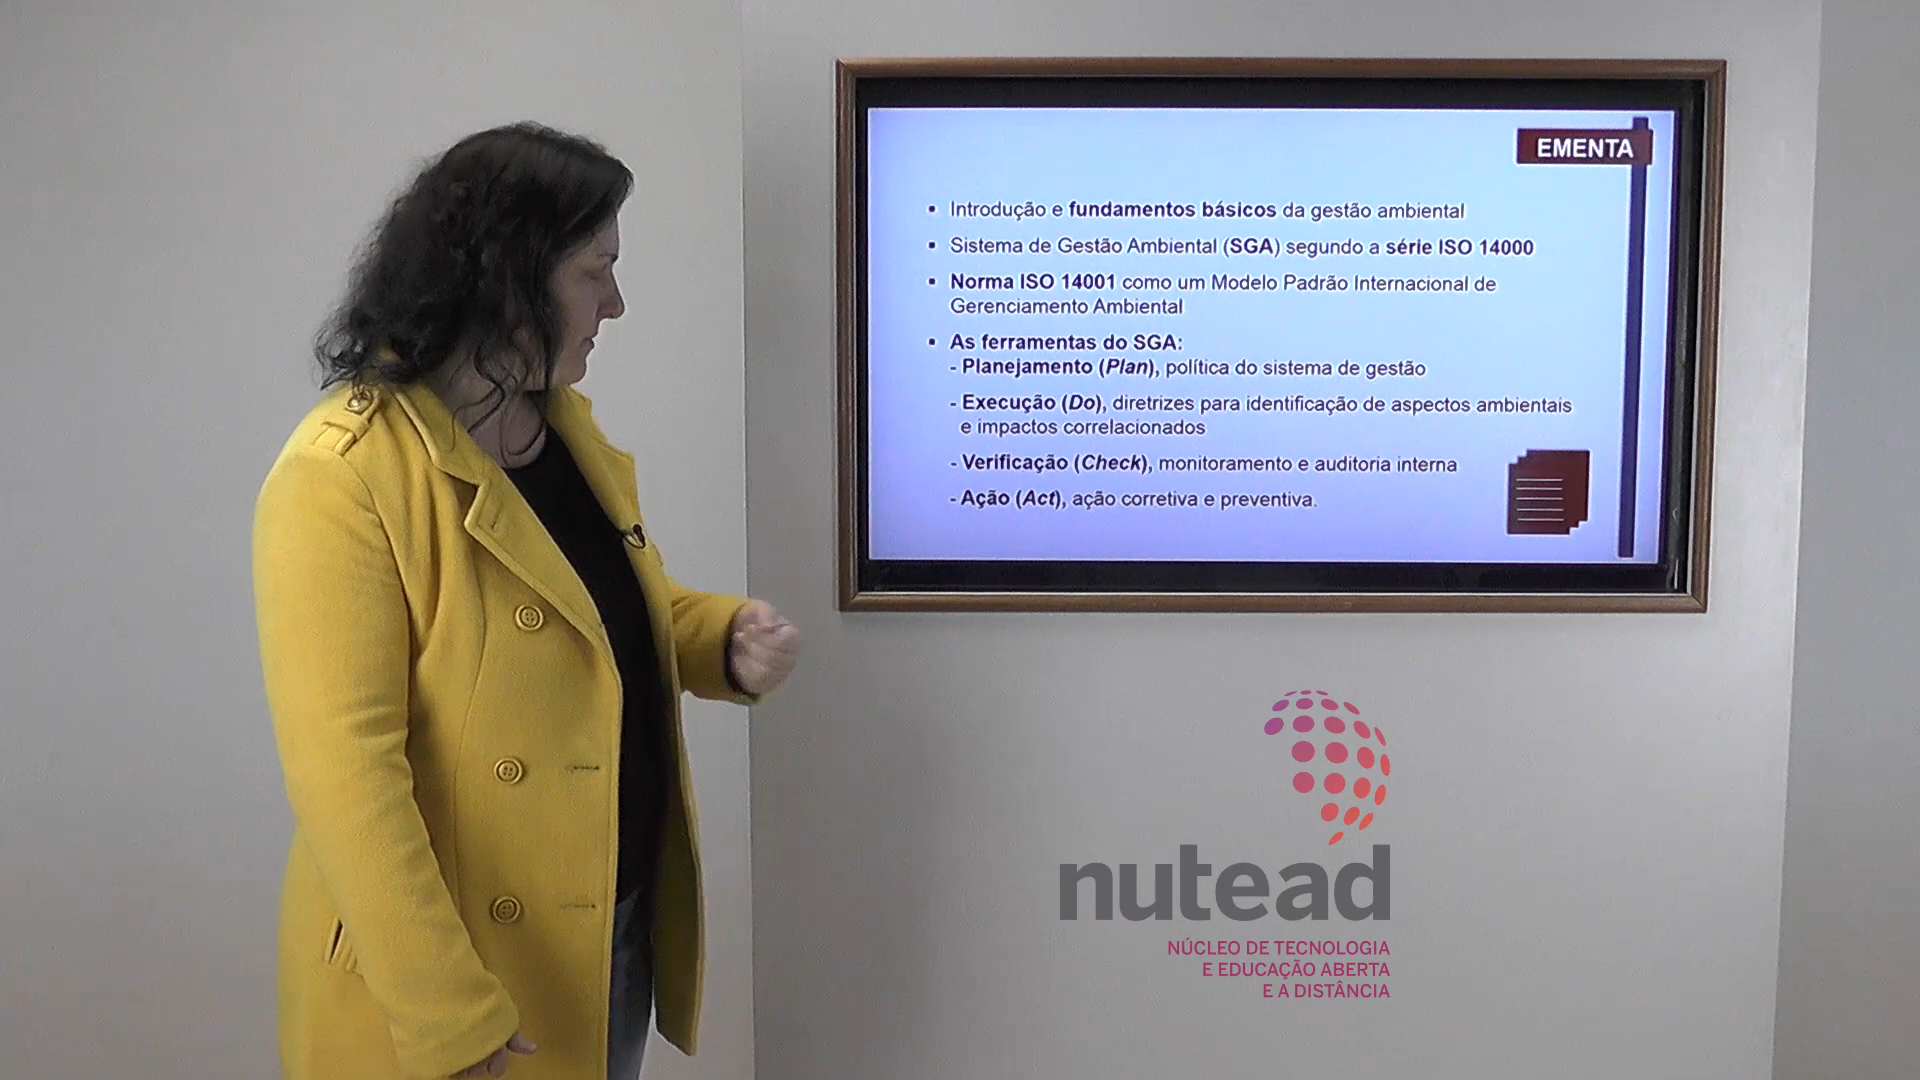 EMENTA
▪ Introdução e fundamentos básicos da gestão ambiental
▪ Sistema de Gestão Ambiental (SGA) segundo a série ISO 14000
▪ Norma ISO 14001 como um Modelo Padrão Internacional de
Gerenciamento Ambiental
▪ As ferramentas do SGA:
- Planejamento (Plan), política do sistema de gestão
- Execução (Do), diretrizes para identificação de aspectos ambientais
e impactos correlacionados
- Verificação (Check), monitoramento e auditoria interna
- Ação (Act), ação corretiva e preventiva.
nutead
NÚCLEO DE TECNOLOGIA
E EDUCAÇÃO ABERTA
E A DISTÂNCIA